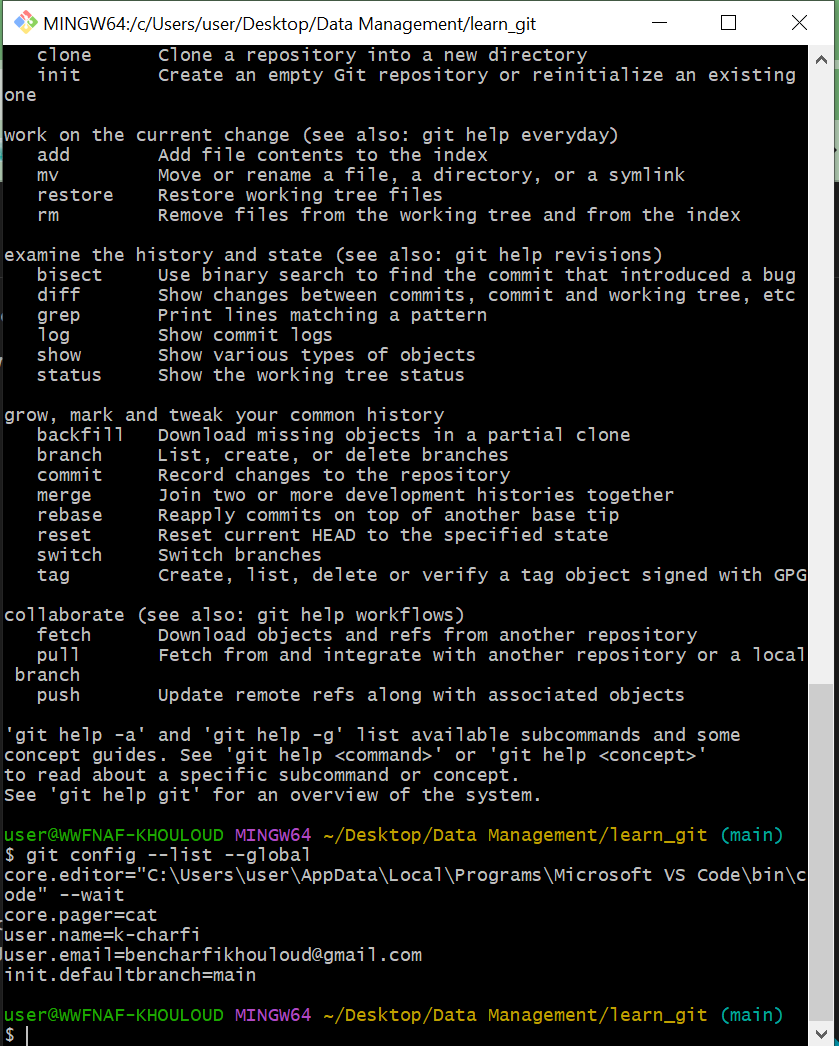 MINGW64:/c/Users/user/Desktop/Data Management/learn_git
clone      Clone a repository into a new directory
init       Create an empty Git repository or reinitialize an existing
one
work on the current change (see also: git help everyday)
add        Add file contents to the index
mv         Move or rename a file, a directory, or a symlink
restore    Restore working tree files
rm         Remove files from the working tree and from the index
examine the history and state (see also: git help revisions)
bisect     Use binary search to find the commit that introduced a bug
diff       Show changes between commits, commit and working tree, etc
grep       Print lines matching a pattern
log        Show commit logs
show       Show various types of objects
status     Show the working tree status
grow, mark and tweak your common history
backfill   Download missing objects in a partial clone
branch     List, create, or delete branches
commit     Record changes to the repository
merge      Join two or more development histories together
rebase     Reapply commits on top of another base tip
reset      Reset current HEAD to the specified state
switch     Switch branches
tag        Create, list, delete or verify a tag object signed with GPG
collaborate (see also: git help workflows)
fetch      Download objects and refs from another repository
pull       Fetch from and integrate with another repository or a local
branch
push       Update remote refs along with associated objects
'git help -a' and 'git help -g' list available subcommands and some
concept guides. See 'git help <command>' or 'git help <concept>'
to read about a specific subcommand or concept.
See 'git help git' for an overview of the system.
user@WWFNAF-KHOULOUD MINGW64 ~/Desktop/Data Management/learn_git (main)
$ git config --list --global
core.editor="C:\Users\user\AppData\Local\Programs\Microsoft VS Code\bin\c
ode" --wait
core.pager=cat
user.name=k-charfi
user.email=bencharfikhouloud@gmail.com
init.defaultbranch=main
user@WWFNAF-KHOULOUD MINGW64 ~/Desktop/Data Management/learn_git (main)
$